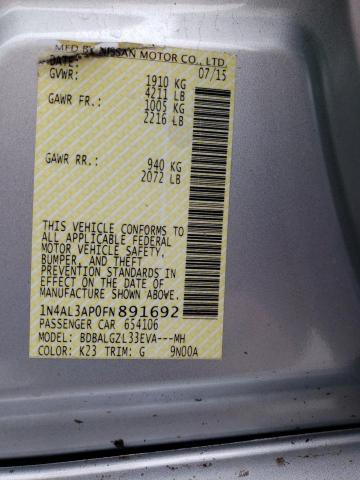 MFD BY NISSAN MOTOR CO., LTD.
DATE: 07/15
GVWR: 1910 KG
4211 LB
GAWR FR.: 1005 KG
2216 LB
GAWR RR.: 940 KG
2072 LB
THIS VEHICLE CONFORMS TO
ALL APPLICABLE FEDERAL
MOTOR VEHICLE SAFETY,
BUMPER, AND THEFT
PREVENTION STANDARDS
IN EFFECT ON THE DATE OF
MANUFACTURE SHOWN ABOVE.
1N4AL3AP0FN891692
PASSENGER CAR 654106
MODEL: BDBALGZL33EVA---MH
COLOR: K23 TRIM: G 9N00A